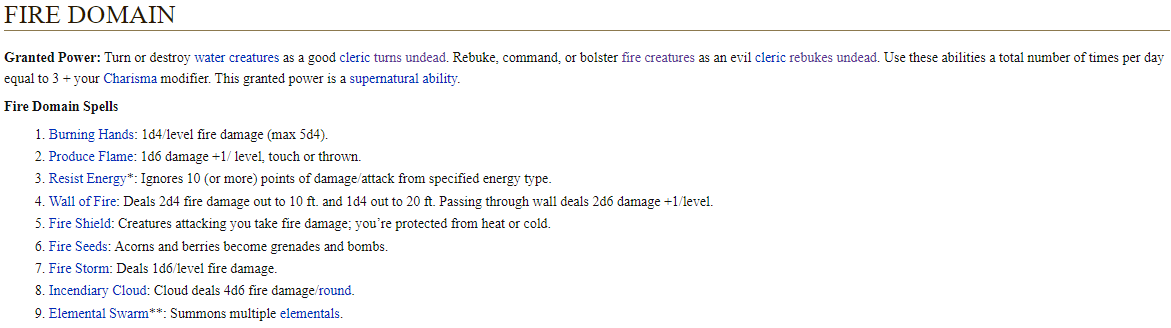 FIRE DOMAIN
Granted Power: Turn or destroy water creatures as a good cleric turns undead. Rebuke, command, or bolster fire creatures as an evil cleric rebukes undead. Use these abilities a total number of times per day
equal to 3 + your Charisma modifier. This granted power is a supernatural ability.
Fire Domain Spells
1. Burning Hands: 1d4/level fire damage (max 5d4).
2. Produce Flame: 1d6 damage +1/ level, touch or thrown.
3. Resist Energy*: Ignores 10 (or more) points of damage/attack from specified energy type.
4. Wall of Fire: Deals 2d4 fire damage out to 10 ft. and 1d4 out to 20 ft. Passing through wall deals 2d6 damage +1/level.
5. Fire Shield: Creatures attacking you take fire damage; you’re protected from heat or cold.
6. Fire Seeds: Acorns and berries become grenades and bombs.
7. Fire Storm: Deals 1d6/level fire damage.
8. Incendiary Cloud: Cloud deals 4d6 fire damage/round.
9. Elemental Swarm**: Summons multiple elementals.